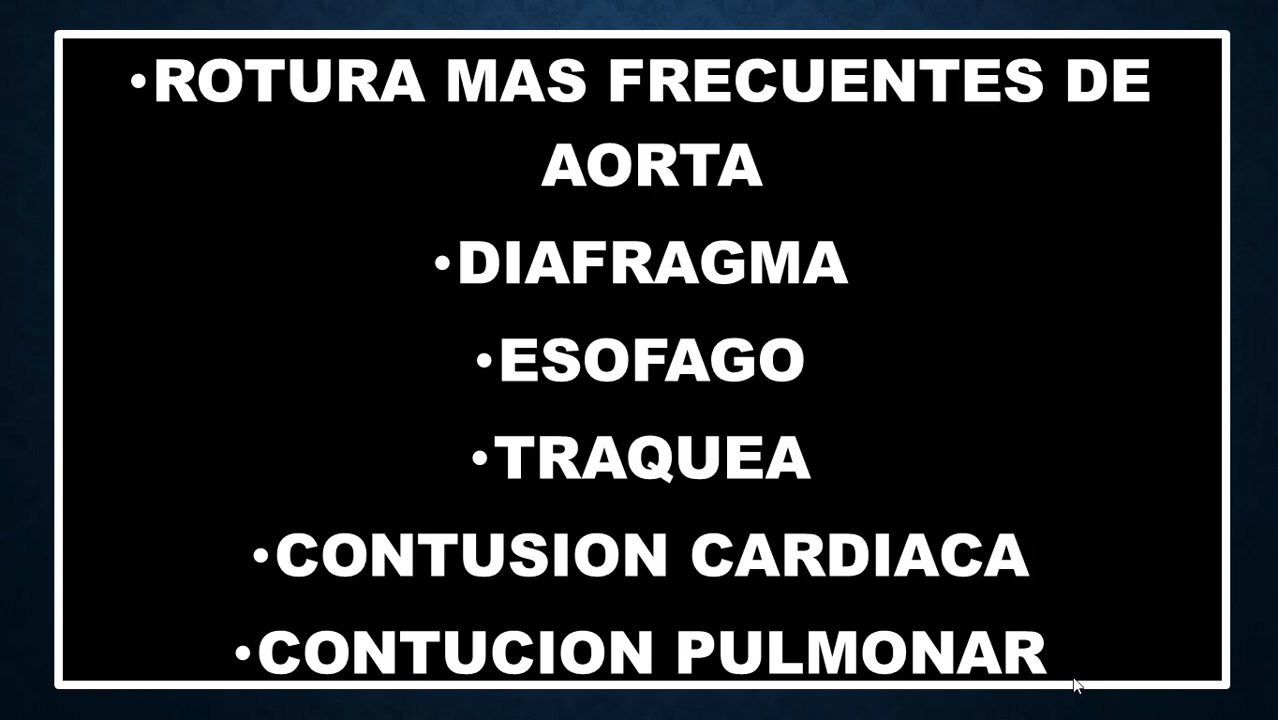 •ROTURA MAS FRECUENTES DE
AORTA
•DIAFRAGMA
•ESOFAGO
•TRAQUEA
•CONTUSION CARDIACA
•CONTUCION PULMONAR